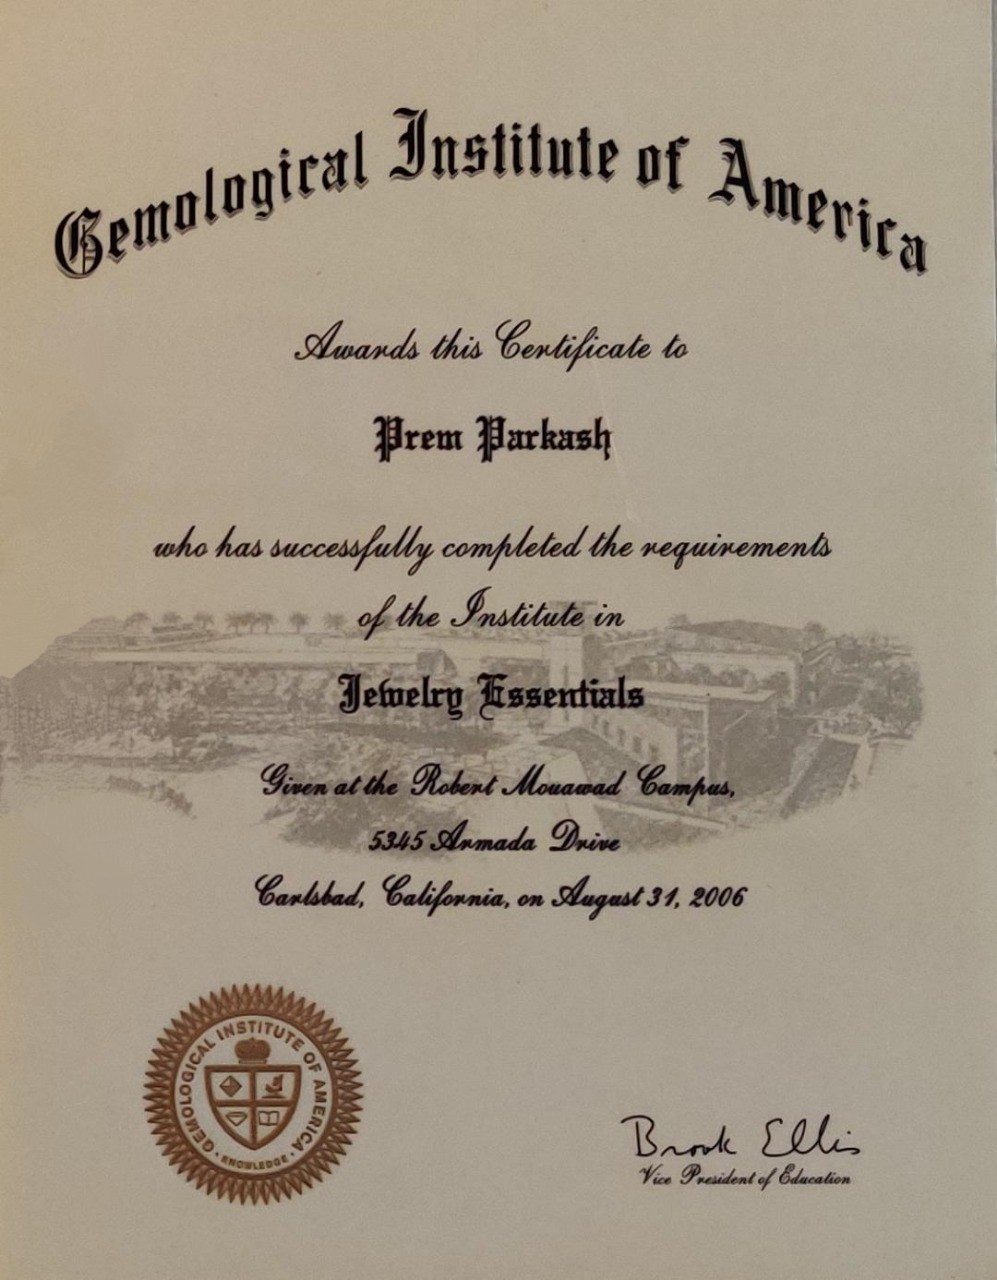 Gemological Institute of America
Awards this Certificate to
Prem Parkash
who has successfully completed the requirements
of the Institute in
Jewelry Essentials
Given at the Robert Mouawad Campus,
5345 Armada Drive
Carlsbad, California, on August 31, 2006
GEMOLOGICAL INSTITUTE OF AMERICA
· KNOWLEDGE ·
Brook Ellis
Vice President of Education